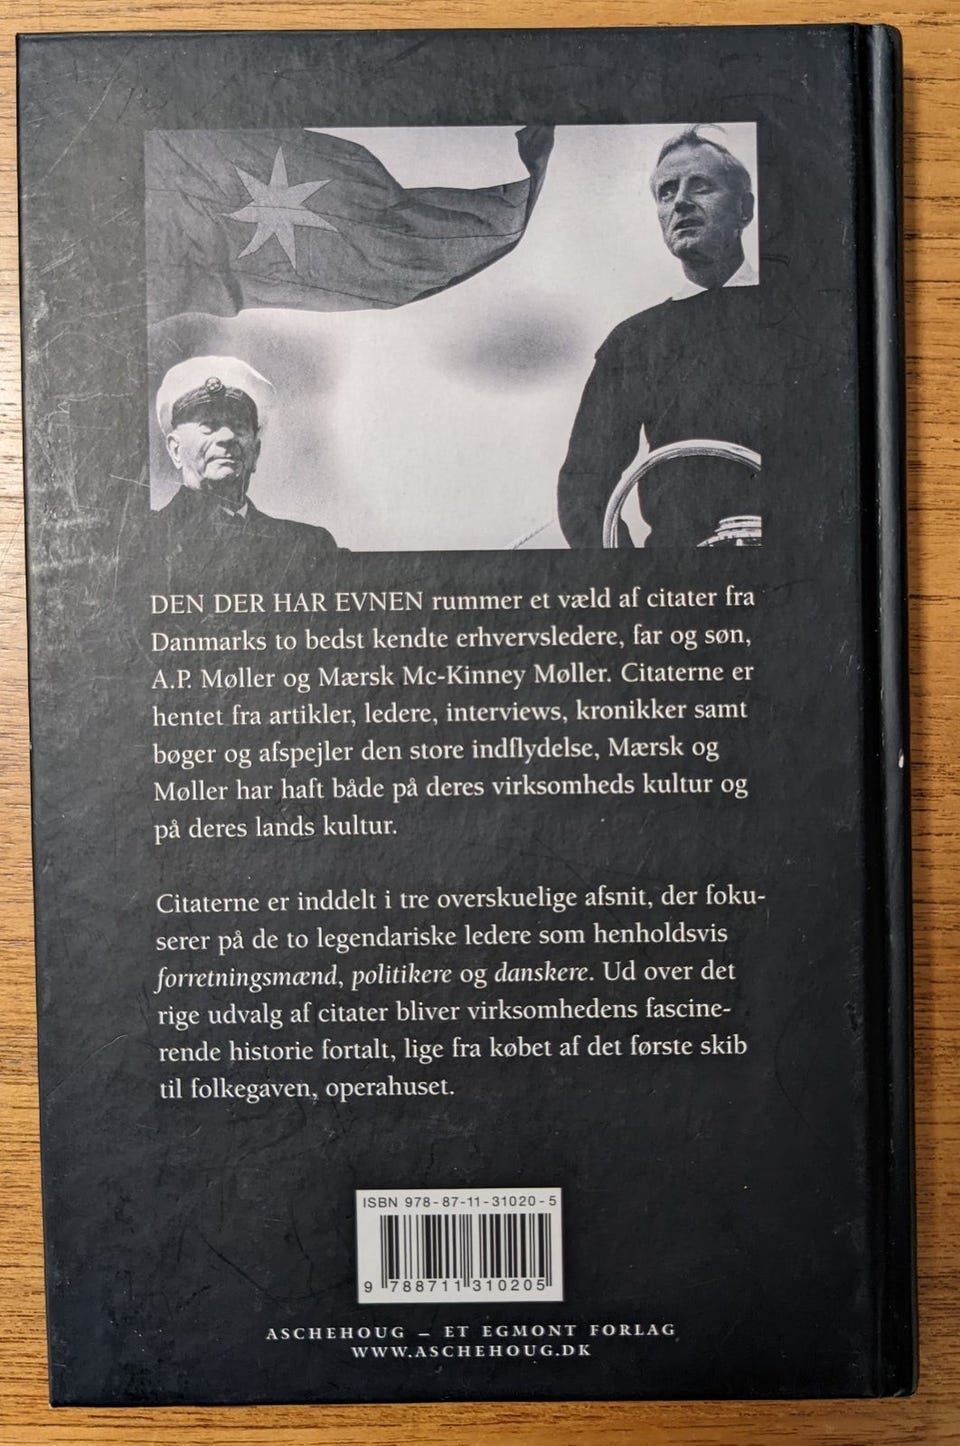 DEN DER HAR EVNEN rummer et væld af citater fra
Danmarks to bedst kendte erhvervsledere, far og søn,
A.P. Møller og Mærsk Mc-Kinney Møller. Citaterne er
hentet fra artikler, ledere, interviews, kronikker samt
bøger og afspejler den store indflydelse, Mærsk og
Møller har haft både på deres virksomheds kultur og
på deres lands kultur.
Citaterne er inddelt i tre overskuelige afsnit, der foku-
serer på de to legendariske ledere som henholdsvis
forretningsmænd, politikere og danskere. Ud over det
rige udvalg af citater bliver virksomhedens fascine-
rende historie fortalt, lige fra købet af det første skib
til folkegaven, operahuset.
ISBN 978-87-11-31020-5
9 788711 310205
ASCHEHOUG – ET EGMONT FORLAG
WWW.ASCHEHOUG.DK